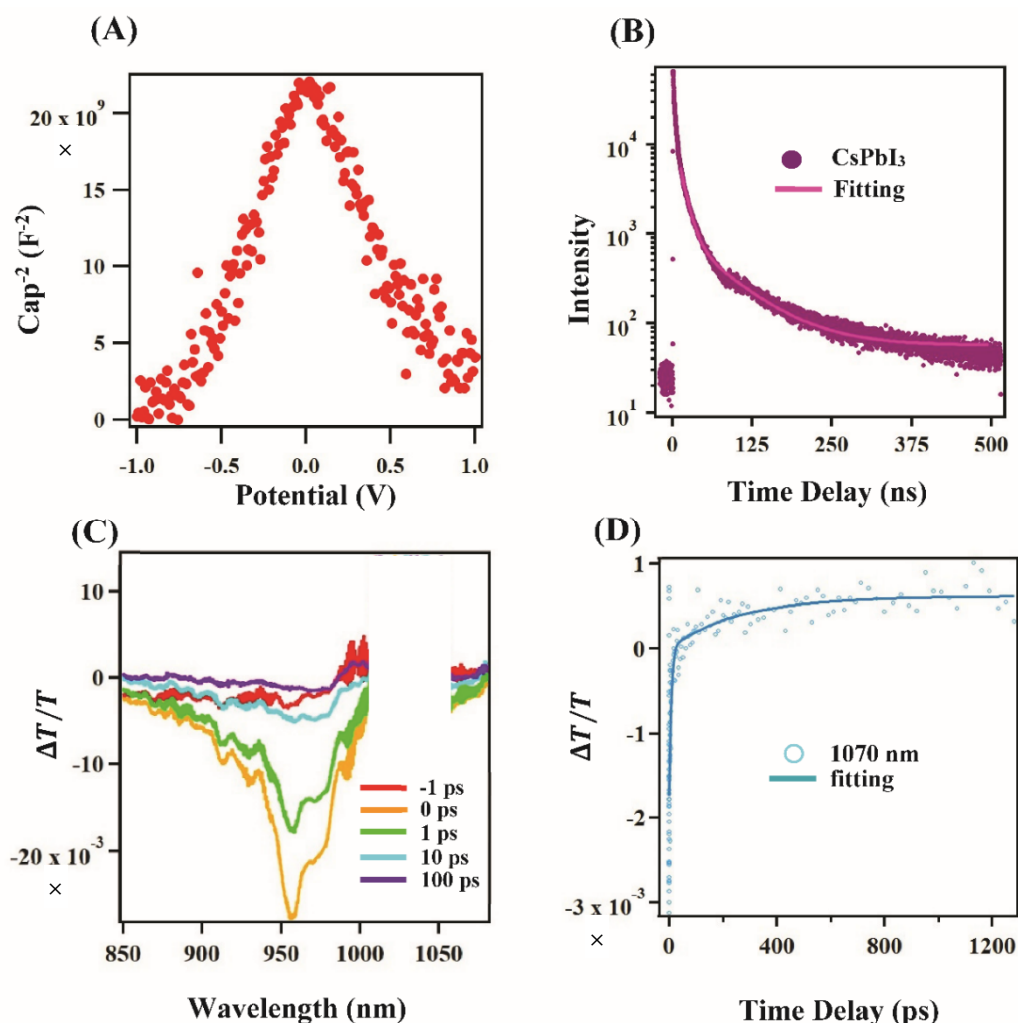 (A)
20 x 10⁹
×
15
10
5
0
Cap⁻² (F⁻²)
-1.0 -0.5 0.0 0.5 1.0
Potential (V)
(B)
10⁴
10³
10²
10¹
Intensity
CsPbI₃
Fitting
0 125 250 375 500
Time Delay (ns)
(C)
10
0
-10
-20 x 10⁻³
×
ΔT/T
-1 ps
0 ps
1 ps
10 ps
100 ps
850 900 950 1000 1050
Wavelength (nm)
(D)
1
0
-1
-2
-3 x 10⁻³
×
ΔT/T
1070 nm
fitting
0 400 800 1200
Time Delay (ps)